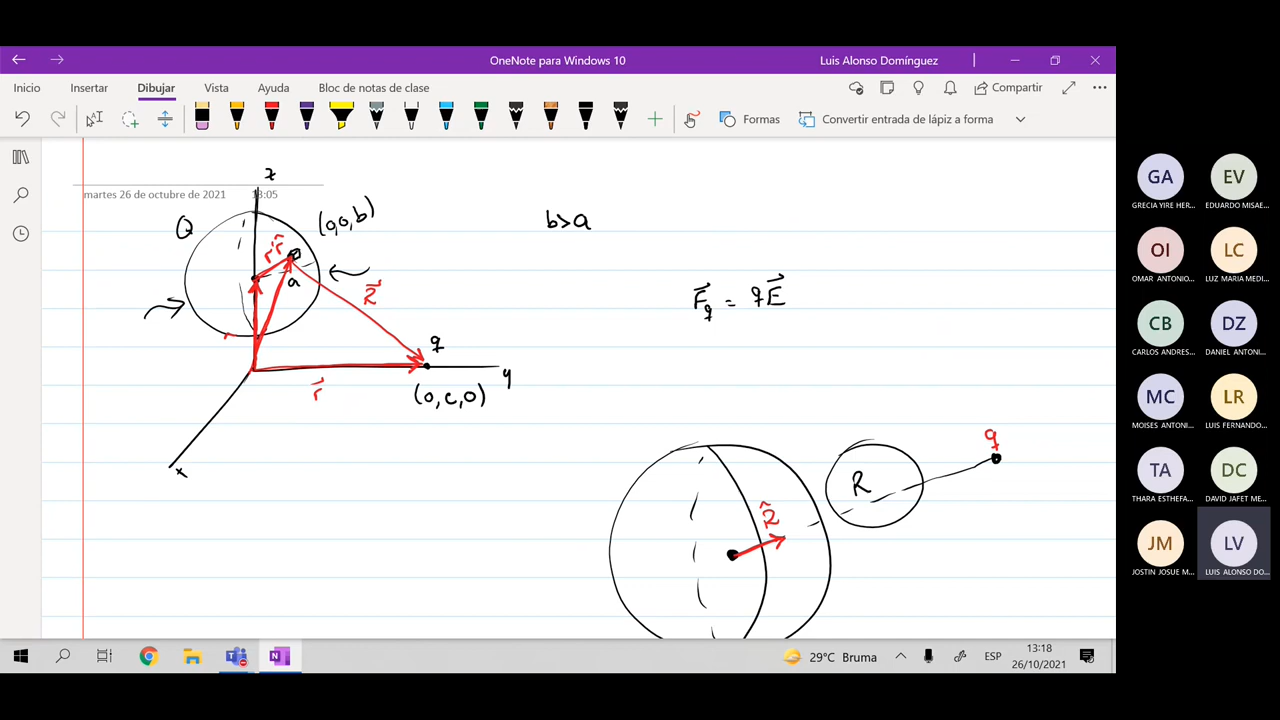 OneNote para Windows 10
Luis Alonso Domínguez
Inicio
Insertar
Dibujar
Vista
Ayuda
Bloc de notas de clase
Compartir
Formas
Convertir entrada de lápiz a forma
martes 26 de octubre de 2021
13:05
z
Q
(0,0,b)
b>a
a
q
y
(0,c,0)
x
r
F_q = qE
R
q
GA
GRECIA YIRE HER...
EV
EDUARDO MISAE...
OI
OMAR ANTONIO...
LC
LUZ MARIA MEDI...
CB
CARLOS ANDRES...
DZ
DANIEL ANTONI...
MC
MOISES ANTONI...
LR
LUIS FERNANDO...
TA
THARA ESTHEFA...
DC
DAVID JAFET ME...
JM
JOSTIN JOSUE M...
LV
LUIS ALONSO DO...
29°C Bruma
ESP
13:18
26/10/2021